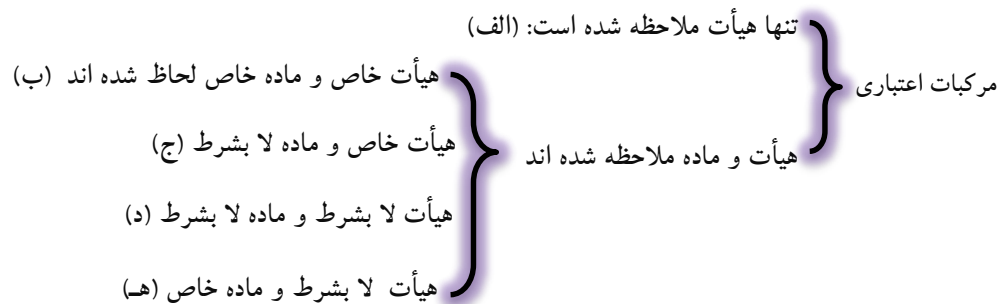 مرکبات اعتباری
تنها هیأت ملاحظه شده است: (الف)
هیأت و ماده ملاحظه شده اند
هیأت خاص و ماده خاص لحاظ شده اند (ب)
هیأت خاص و ماده لا بشرط (ج)
هیأت لا بشرط و ماده لا بشرط (د)
هیأت لا بشرط و ماده خاص (هـ)